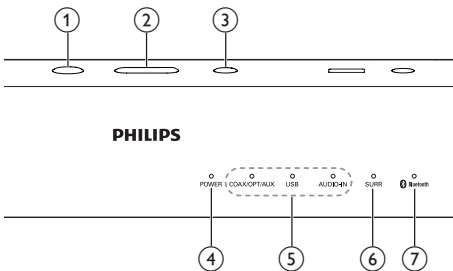 1 2 3
PHILIPS
POWER COAX/OPT/AUX USB AUDIO-IN SURR Bluetooth
4 5 6 7